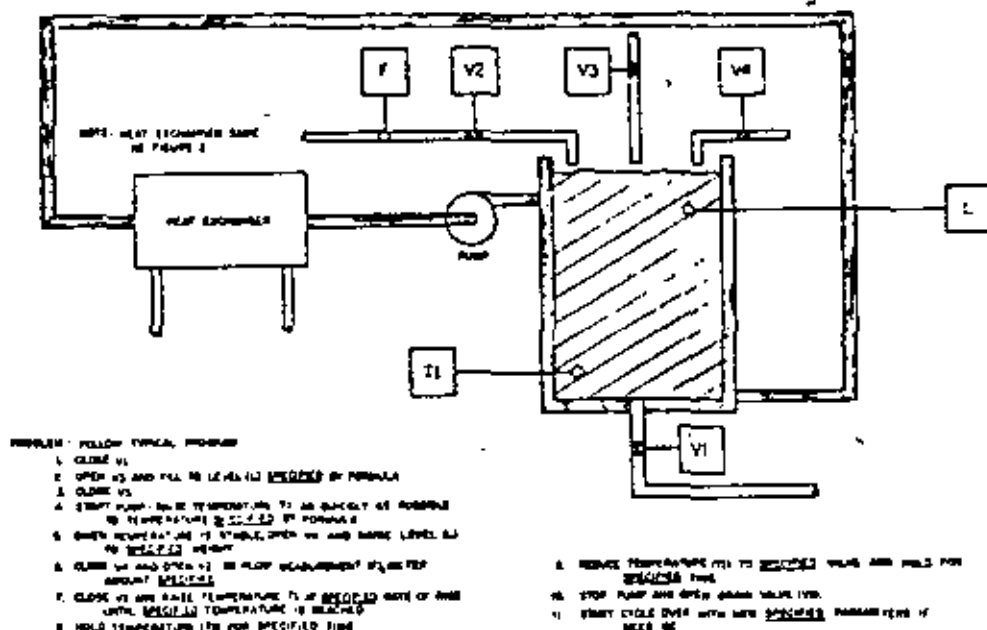 F
V2
V3
V4
NOTE: HEAT EXCHANGER SAME
AS FIGURE
HEAT EXCHANGER
PUMP
L
T1
V1
PROBLEM: FOLLOW TYPICAL PROGRAM
1. CLOSE V1
2. OPEN V3 AND FILL TO LEVEL (L) SPECIFIED BY FORMULA
3. CLOSE V3
4. START PUMP. RAISE TEMPERATURE T1 AS QUICKLY AS POSSIBLE
TO TEMPERATURE SPECIFIED BY FORMULA
5. WHEN TEMPERATURE IS STABLE, OPEN V4 AND RAISE LEVEL (L)
TO SPECIFIED HEIGHT
6. CLOSE V4 AND OPEN V2. FLOW MEASUREMENT METER
AMOUNT SPECIFIED
7. CLOSE V2 AND RAISE TEMPERATURE T1 AT SPECIFIED RATE OF RISE
UNTIL SPECIFIED TEMPERATURE IS REACHED
8. HOLD TEMPERATURE (T1) FOR SPECIFIED TIME
9. REDUCE TEMPERATURE (T1) TO SPECIFIED VALUE AND HOLD FOR
SPECIFIED TIME
10. STOP PUMP AND OPEN DRAIN VALVE (V1).
11. START CYCLE OVER WITH NEW SPECIFIED PARAMETERS IF
NEED BE